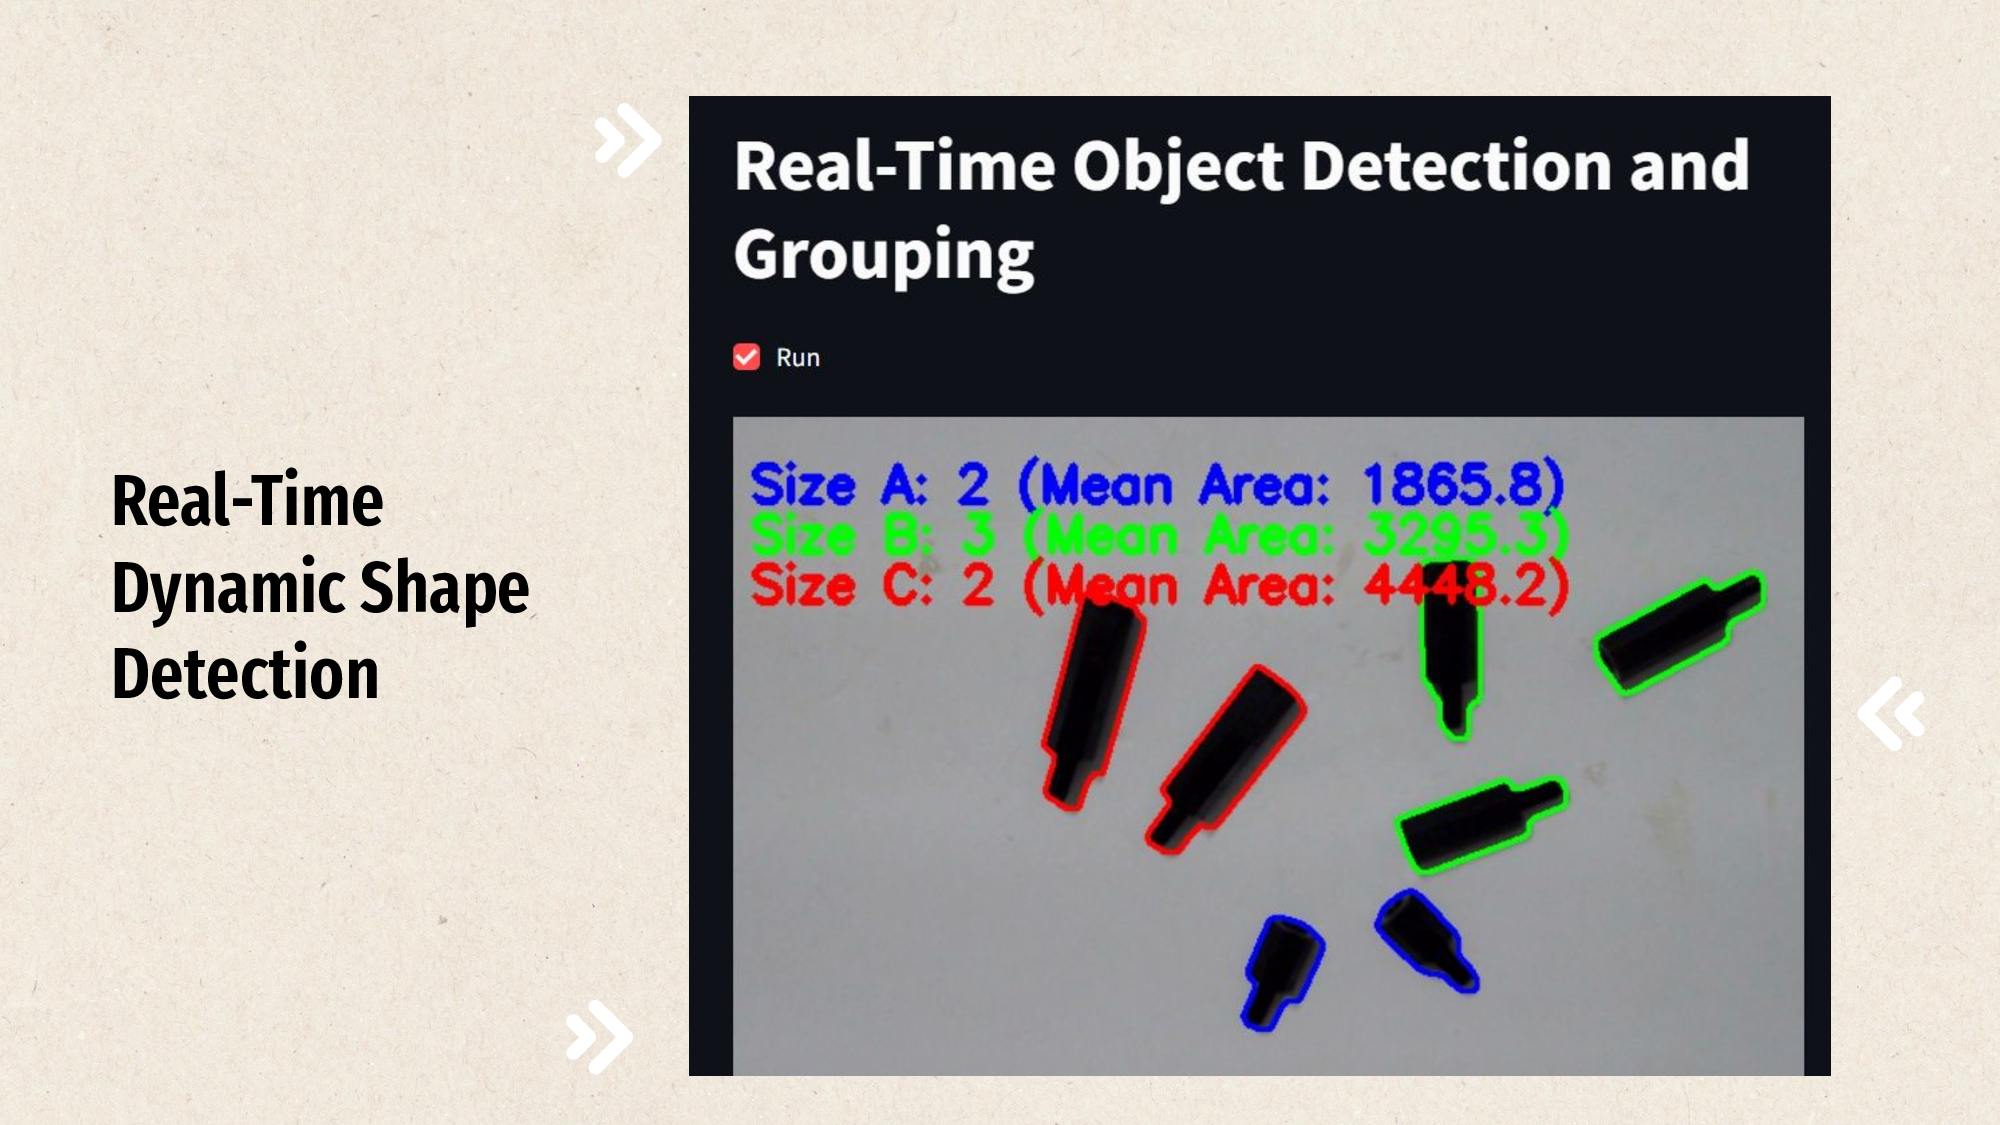 Real-Time
Dynamic Shape
Detection
Real-Time Object Detection and
Grouping
Run
Size A: 2 (Mean Area: 1865.8)
Size B: 3 (Mean Area: 3295.3)
Size C: 2 (Mean Area: 4448.2)